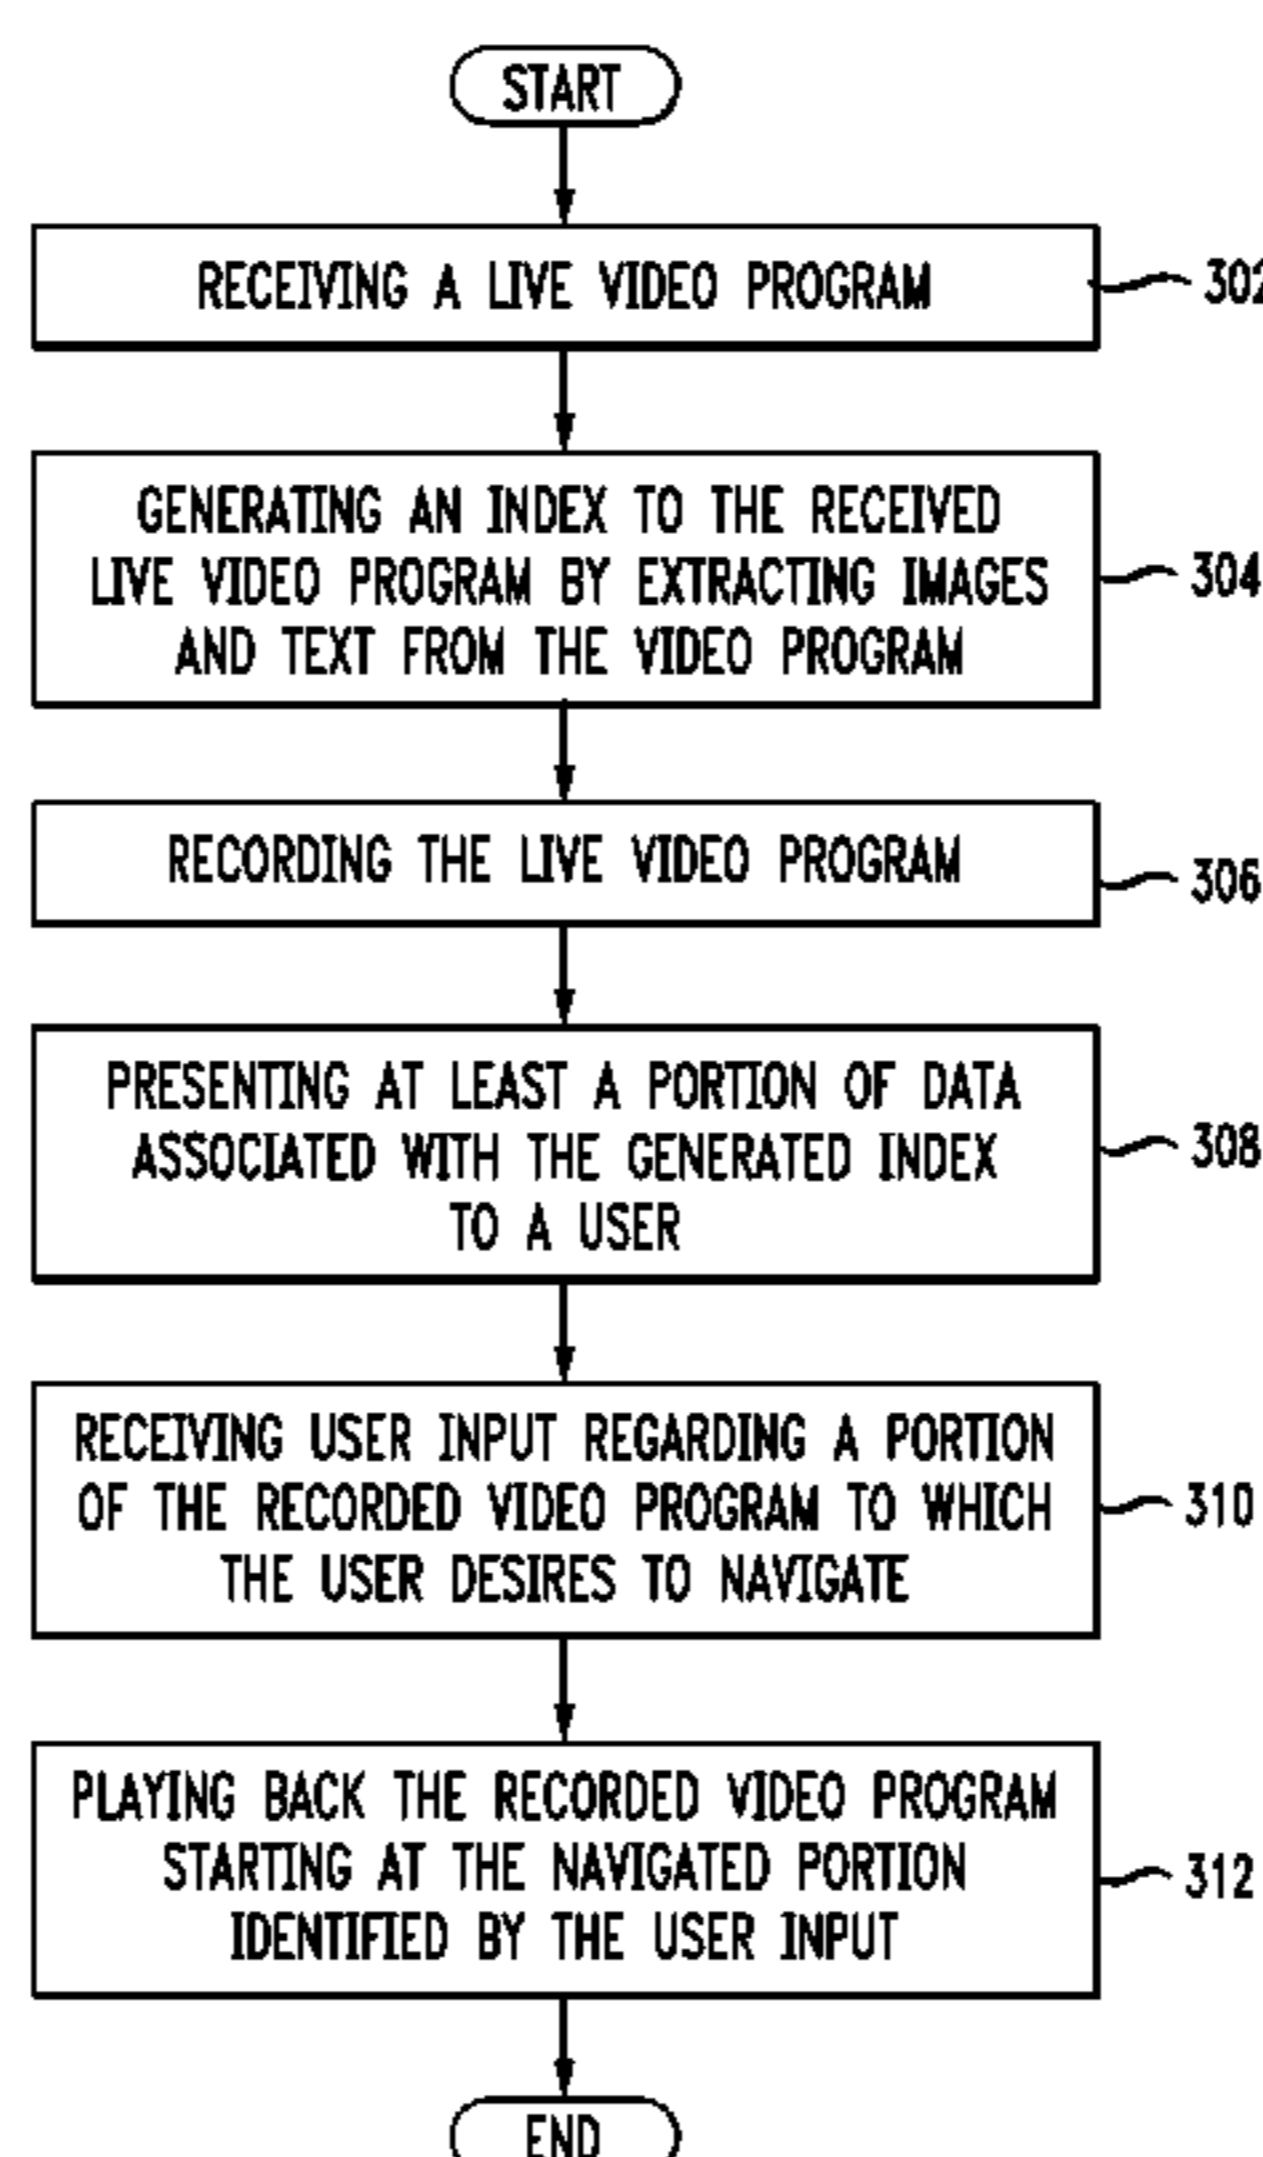 START
RECEIVING A LIVE VIDEO PROGRAM
302
GENERATING AN INDEX TO THE RECEIVED
LIVE VIDEO PROGRAM BY EXTRACTING IMAGES
AND TEXT FROM THE VIDEO PROGRAM
304
RECORDING THE LIVE VIDEO PROGRAM
306
PRESENTING AT LEAST A PORTION OF DATA
ASSOCIATED WITH THE GENERATED INDEX
TO A USER
308
RECEIVING USER INPUT REGARDING A PORTION
OF THE RECORDED VIDEO PROGRAM TO WHICH
THE USER DESIRES TO NAVIGATE
310
PLAYING BACK THE RECORDED VIDEO PROGRAM
STARTING AT THE NAVIGATED PORTION
IDENTIFIED BY THE USER INPUT
312
END